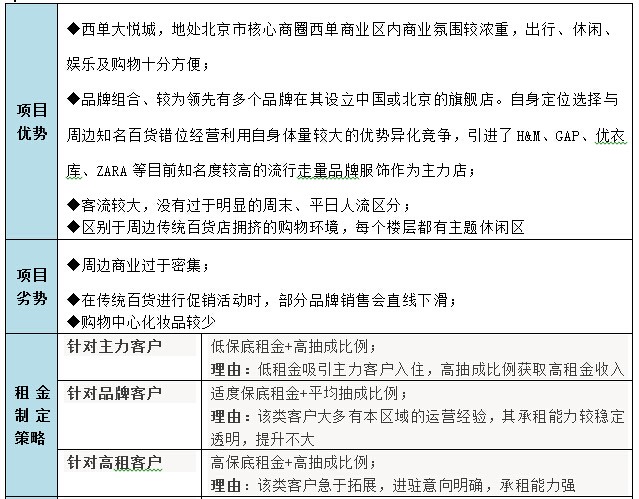 项目
优势
◆西单大悦城，地处北京市核心商圈西单商业区内商业氛围较浓重，出行、休闲、
娱乐及购物十分方便；
◆品牌组合、较为领先有多个品牌在其设立中国或北京的旗舰店。自身定位选择与
周边知名百货错位经营利用自身体量较大的优势异化竞争，引进了H&M、GAP、优衣
库、ZARA等目前知名度较高的流行走量品牌服饰作为主力店；
◆客流较大，没有过于明显的周末、平日人流区分；
◆区别于周边传统百货店拥挤的购物环境，每个楼层都有主题休闲区
项目
劣势
◆周边商业过于密集；
◆在传统百货进行促销活动时，部分品牌销售会直线下滑；
◆购物中心化妆品较少
租 金
制 定
策略
针对主力客户
低保底租金+高抽成比例；
理由：低租金吸引主力客户入住，高抽成比例获取高租金收入
针对品牌客户
适度保底租金+平均抽成比例；
理由：该类客户大多有本区域的运营经验，其承租能力较稳定
透明，提升不大
针对高租客户
高保底租金+高抽成比例；
理由：该类客户急于拓展，进驻意向明确，承租能力强